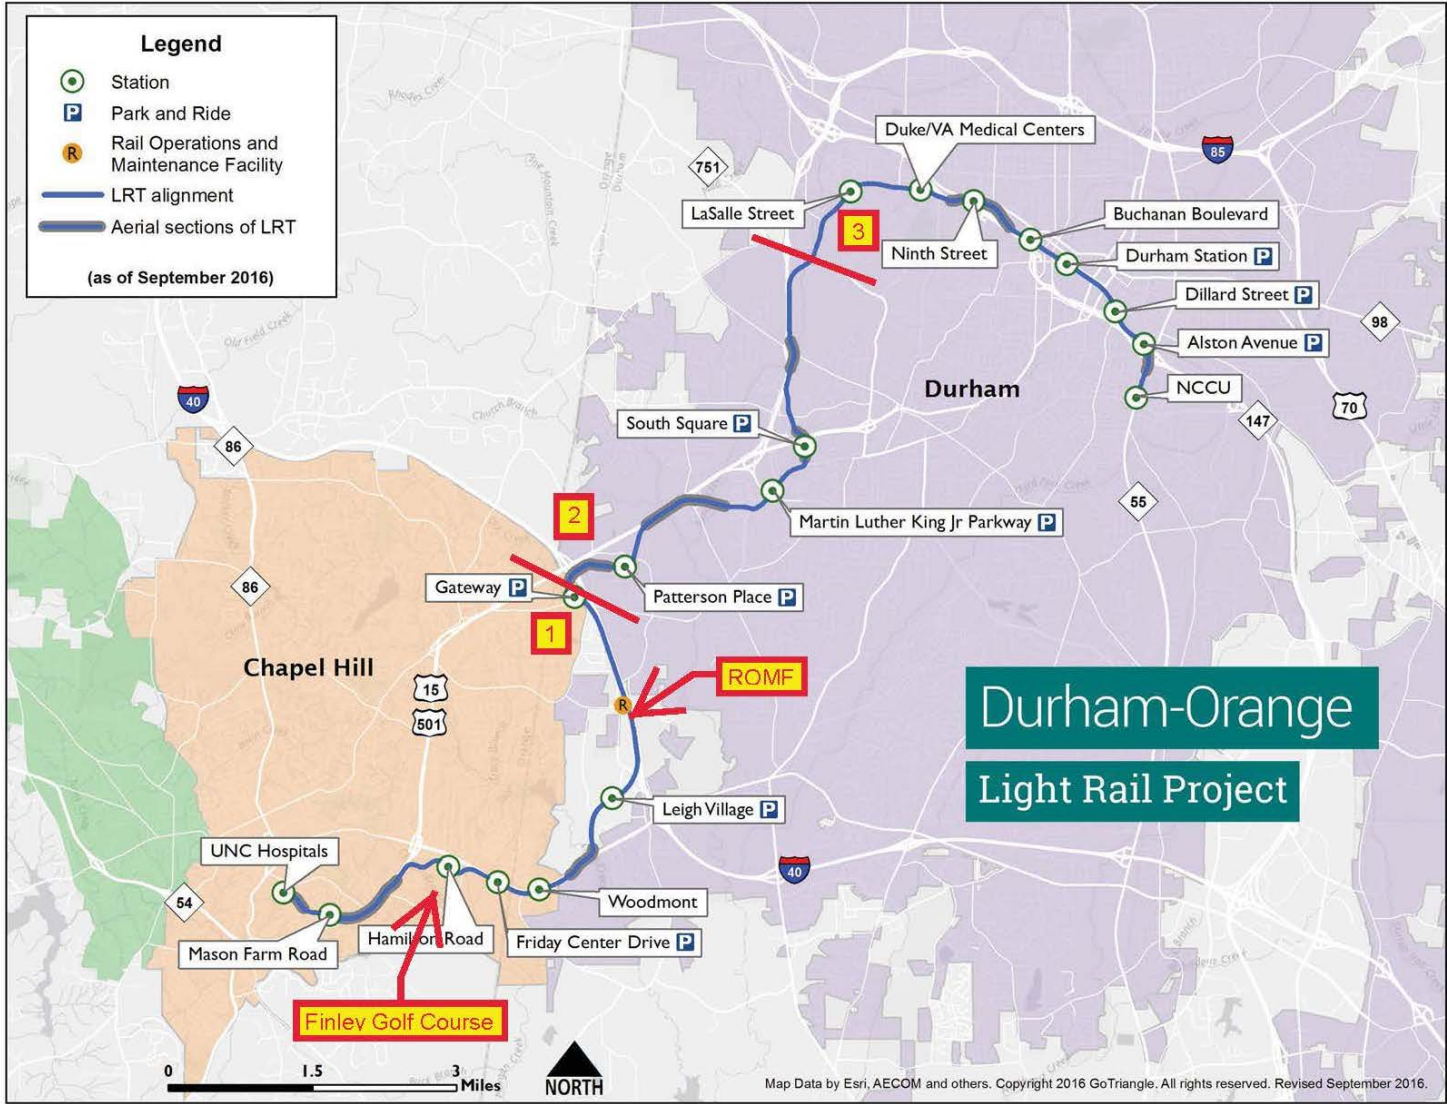 Legend
Station
P Park and Ride
R Rail Operations and
Maintenance Facility
LRT alignment
Aerial sections of LRT
(as of September 2016)
Duke/VA Medical Centers
85
751
LaSalle Street
3
Buchanan Boulevard
Ninth Street
Durham Station P
Dillard Street P
98
Alston Avenue P
Durham
NCCU
40
70
147
South Square P
86
55
2
Martin Luther King Jr Parkway P
86
Gateway P
Patterson Place P
1
Chapel Hill
ROMF
15
501
R
Durham-Orange
Light Rail Project
Leigh Village P
UNC Hospitals
40
54
Woodmont
Mason Farm Road
Hamilton Road
Friday Center Drive P
Finley Golf Course
0 1.5 3
Miles
NORTH
Map Data by Esri, AECOM and others. Copyright 2016 GoTriangle. All rights reserved. Revised September 2016.